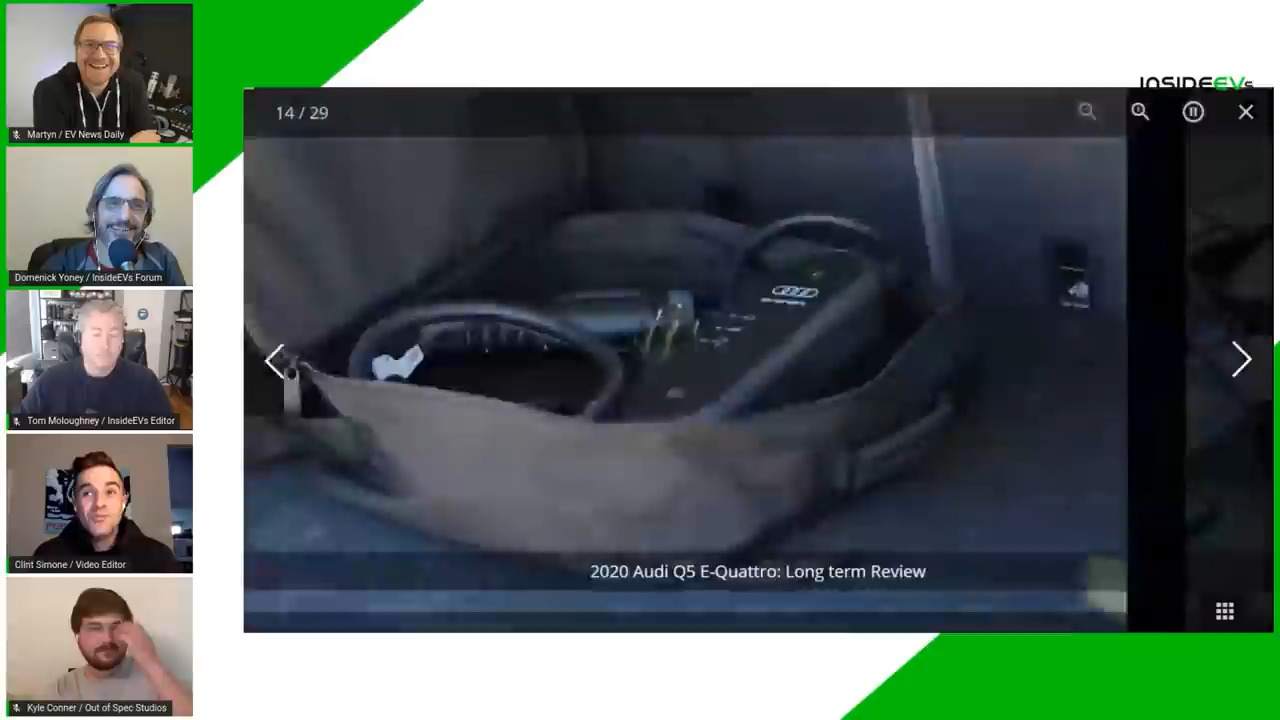 Martyn / EV News Daily
Domenick Yoney / InsideEVs Forum
Tom Moloughney / InsideEVs Editor
Clint Simone / Video Editor
Kyle Conner / Out of Spec Studios
INSIDEEVs
14 / 29
2020 Audi Q5 E-Quattro: Long term Review